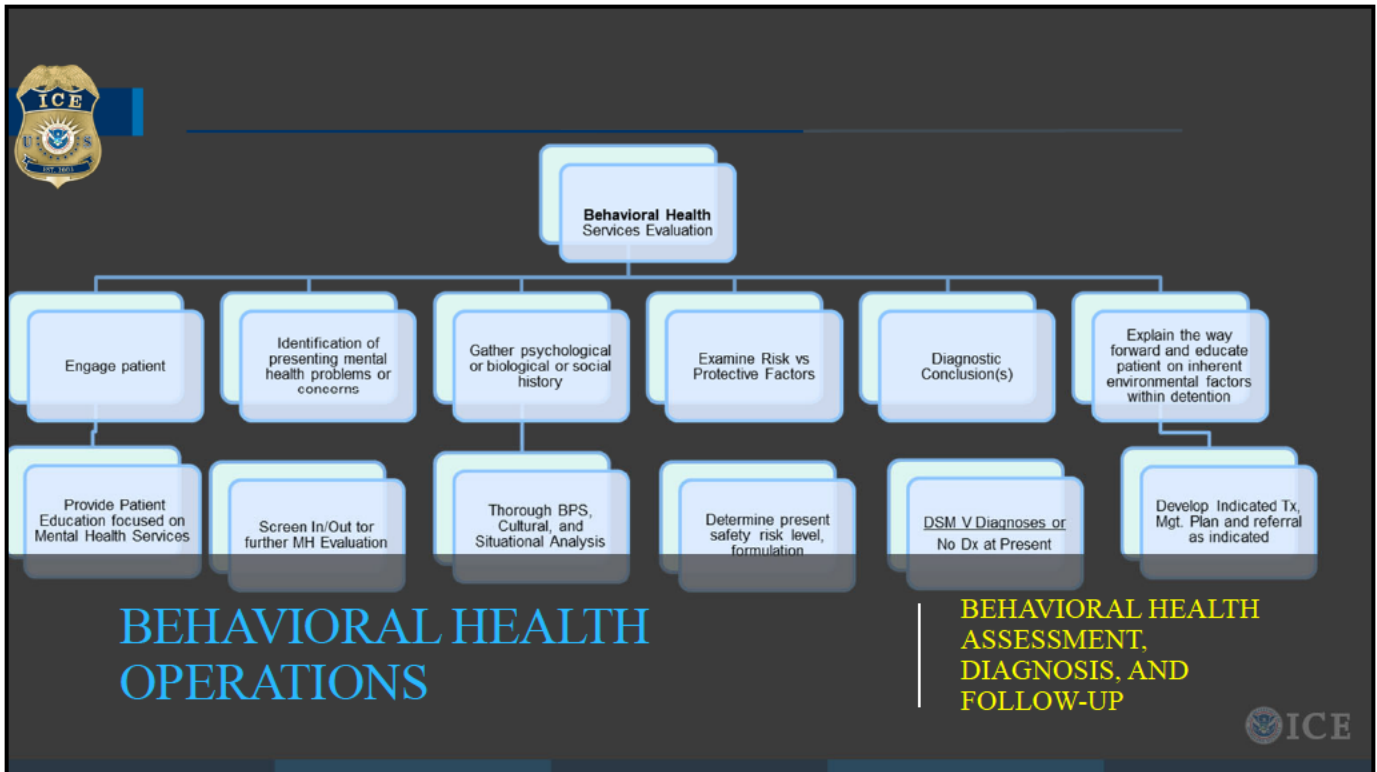 ICE
U S
EST. 2003
Behavioral Health
Services Evaluation
Engage patient
Identification of
presenting mental
health problems or
concerns
Gather psychological
or biological or social
history
Examine Risk vs
Protective Factors
Diagnostic
Conclusion(s)
Explain the way
forward and educate
patient on inherent
environmental factors
within detention
Provide Patient
Education focused on
Mental Health Services
Screen In/Out for
further MH Evaluation
Thorough BPS,
Cultural, and
Situational Analysis
Determine present
safety risk level,
formulation
DSM V Diagnoses or
No Dx at Present
Develop Indicated Tx,
Mgt. Plan and referral
as indicated
BEHAVIORAL HEALTH
OPERATIONS
BEHAVIORAL HEALTH
ASSESSMENT,
DIAGNOSIS, AND
FOLLOW-UP
ICE